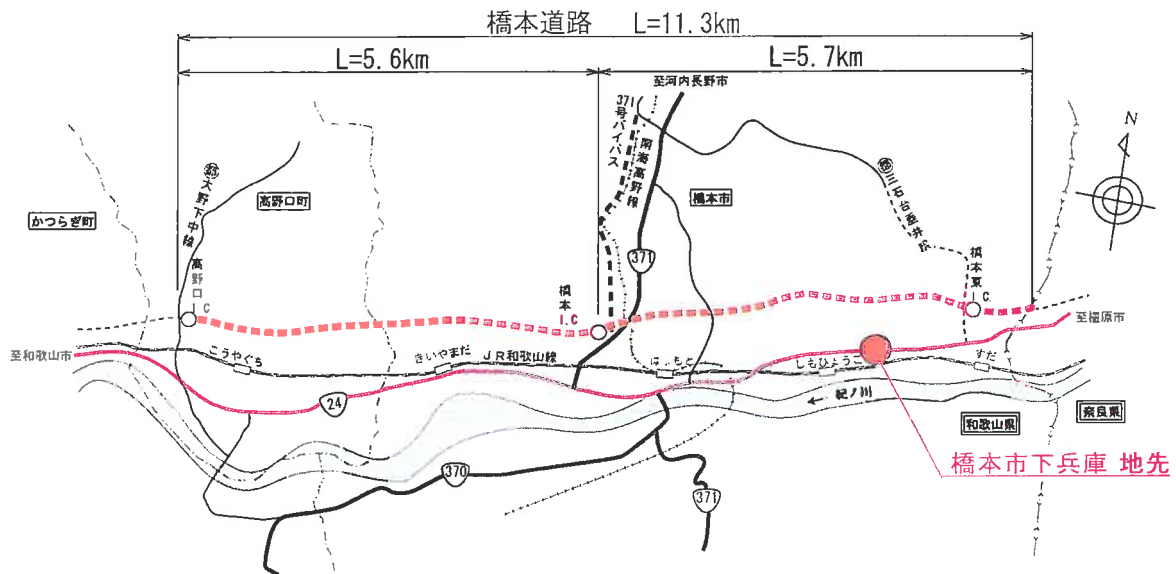 橋本道路 L=11.3km
L=5.6km
L=5.7km
至河内長野市
371号バイパス
南海高野線
N
大野下中線
高野口町
橋本市
三石台垂井線
かつらぎ町
371
高野口
I.C
橋本
I.C
橋本東
I.C
至橿原市
至和歌山市
こうやぐち
きいやまだ
JR和歌山線
はしもと
しもひょうご
すだ
24
紀ノ川
和歌山県
奈良県
橋本市下兵庫 地先
370
371